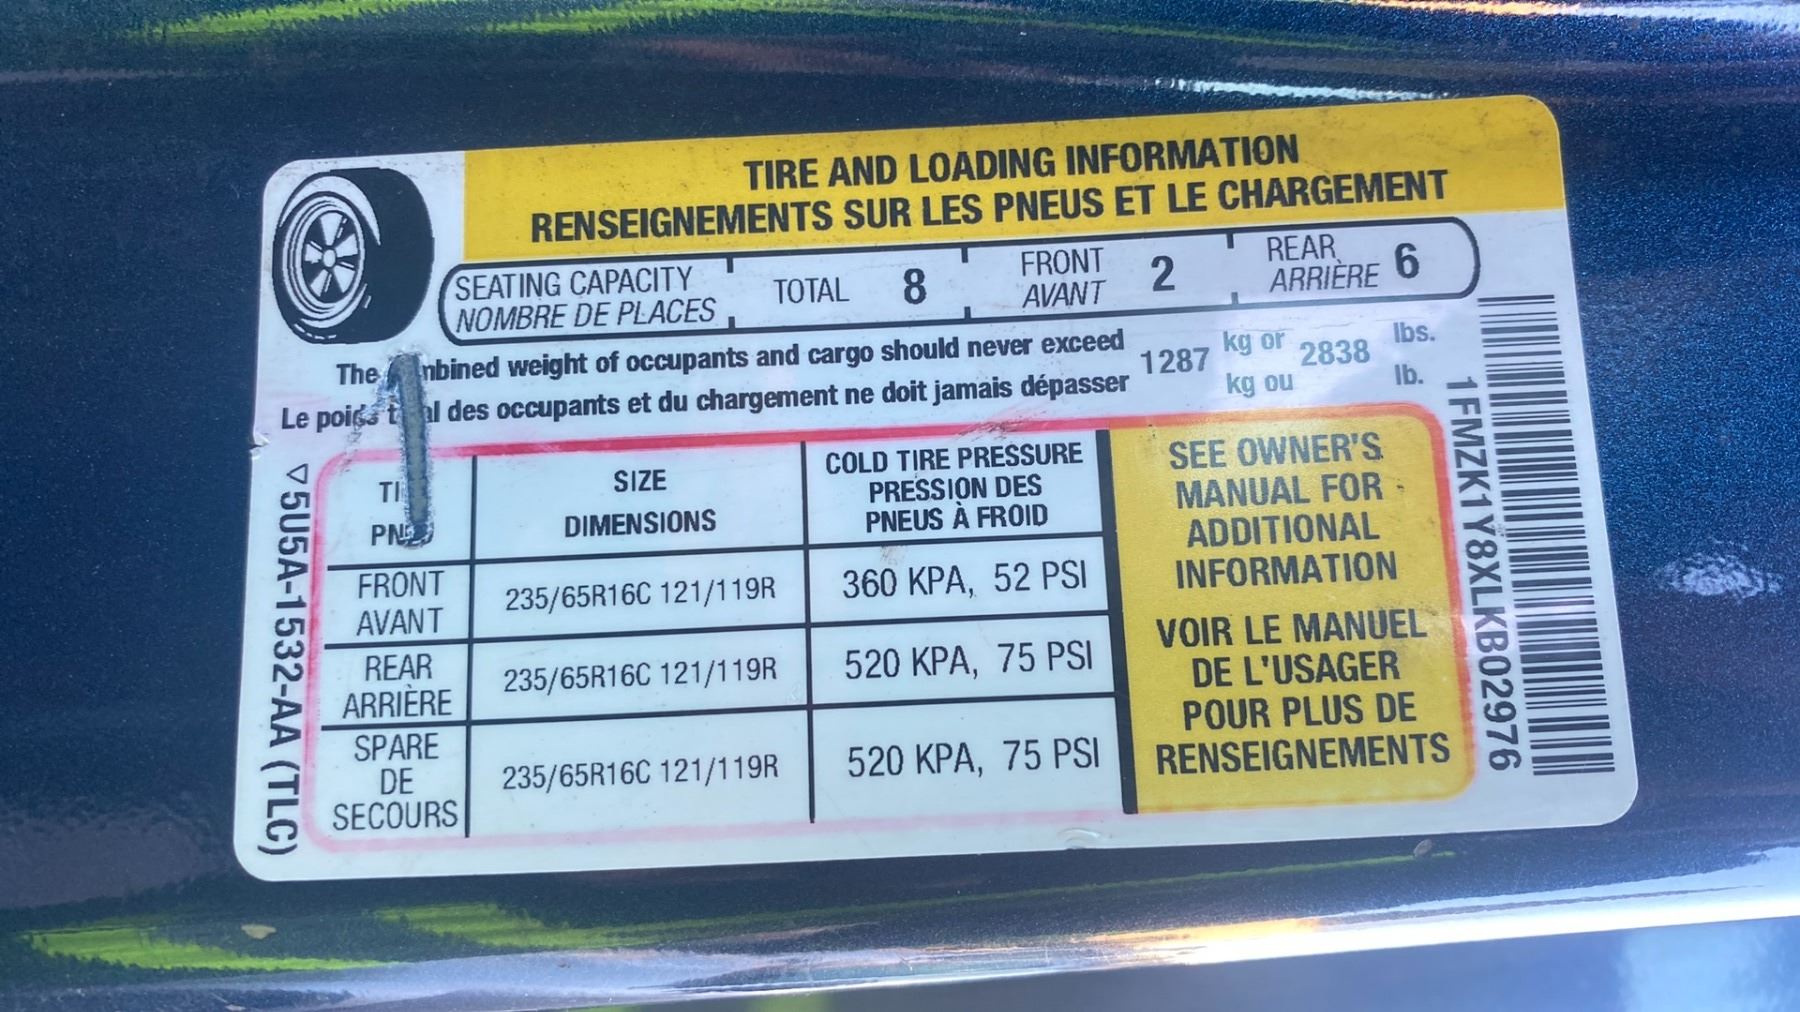 TIRE AND LOADING INFORMATION
RENSEIGNEMENTS SUR LES PNEUS ET LE CHARGEMENT
SEATING CAPACITY TOTAL 8 FRONT 2 REAR 6
NOMBRE DE PLACES AVANT ARRIÈRE
The weight of occupants and cargo should never exceed 1287 kg or 2838 lbs.
Le poids des occupants et du chargement ne doit jamais dépasser kg ou lb.
SIZE
DIMENSIONS
COLD TIRE PRESSURE
PRESSION DES
PNEUS À FROID
FRONT
AVANT
235/65R16C 121/119R
360 KPA, 52 PSI
REAR
ARRIÈRE
235/65R16C 121/119R
520 KPA, 75 PSI
SPARE
DE
SECOURS
235/65R16C 121/119R
520 KPA, 75 PSI
SEE OWNER'S
MANUAL FOR
ADDITIONAL
INFORMATION
VOIR LE MANUEL
DE L'USAGER
POUR PLUS DE
RENSEIGNEMENTS
5U5A-1532-AA (TLC)
1FMZK1Y8XLKB02976